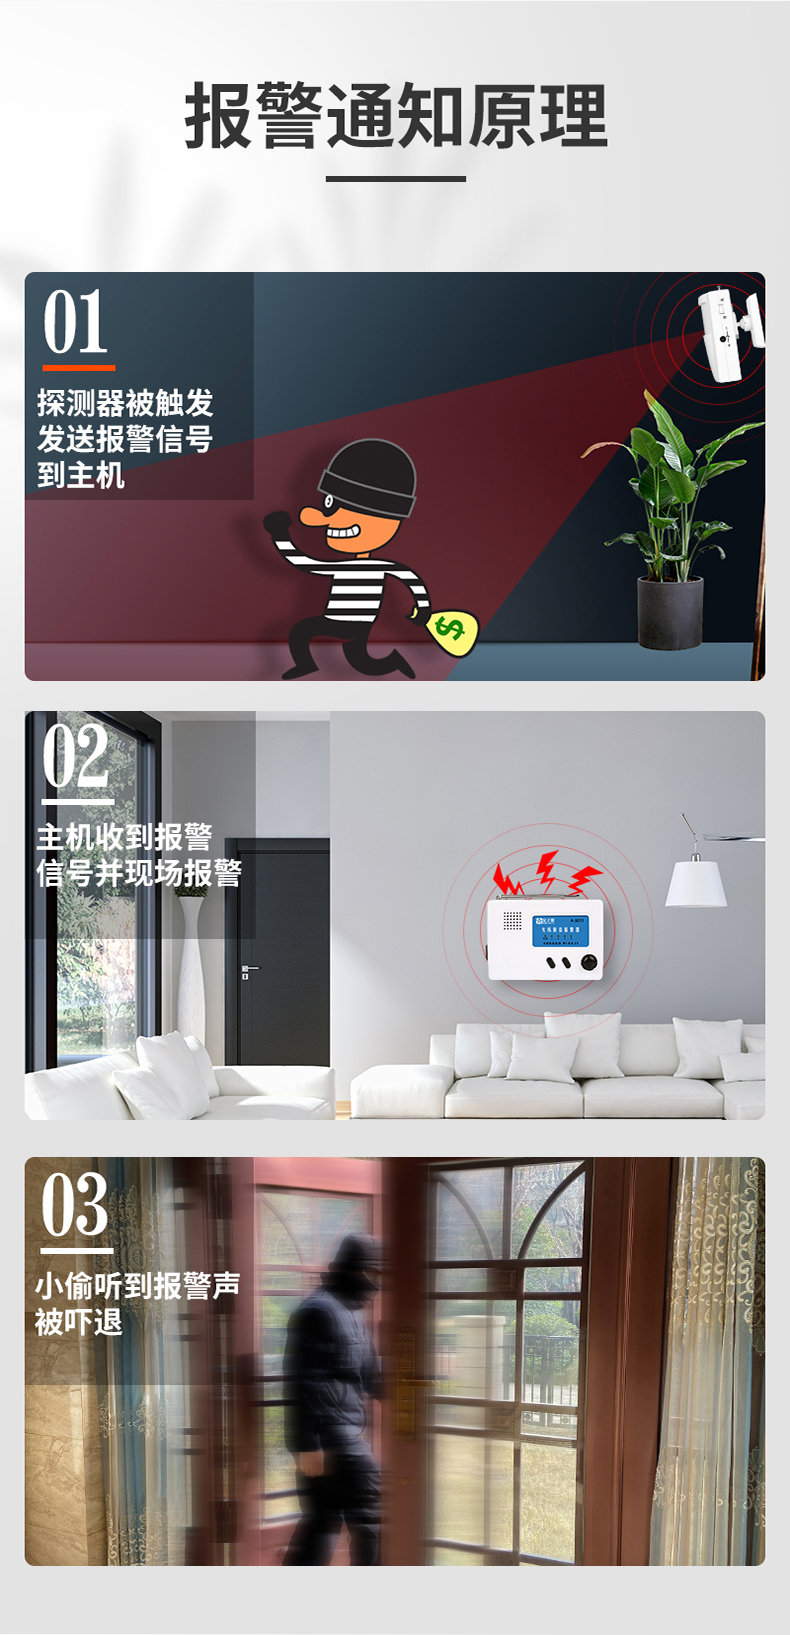 报警通知原理
01
探测器被触发
发送报警信号
到主机
$
02
主机收到报警
信号并现场报警
03
小偷听到报警声
被吓退